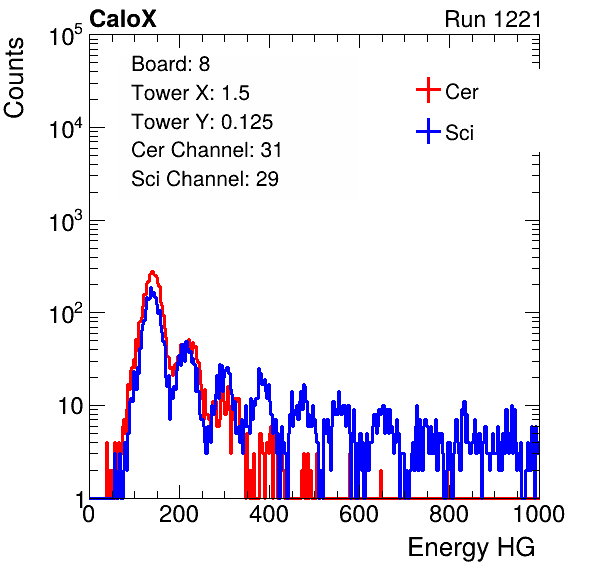 CaloX Run 1221
Counts
10^5
10^4
10^3
10^2
10
1
Board: 8
Tower X: 1.5
Tower Y: 0.125
Cer Channel: 31
Sci Channel: 29
Cer
Sci
0 200 400 600 800 1000
Energy HG